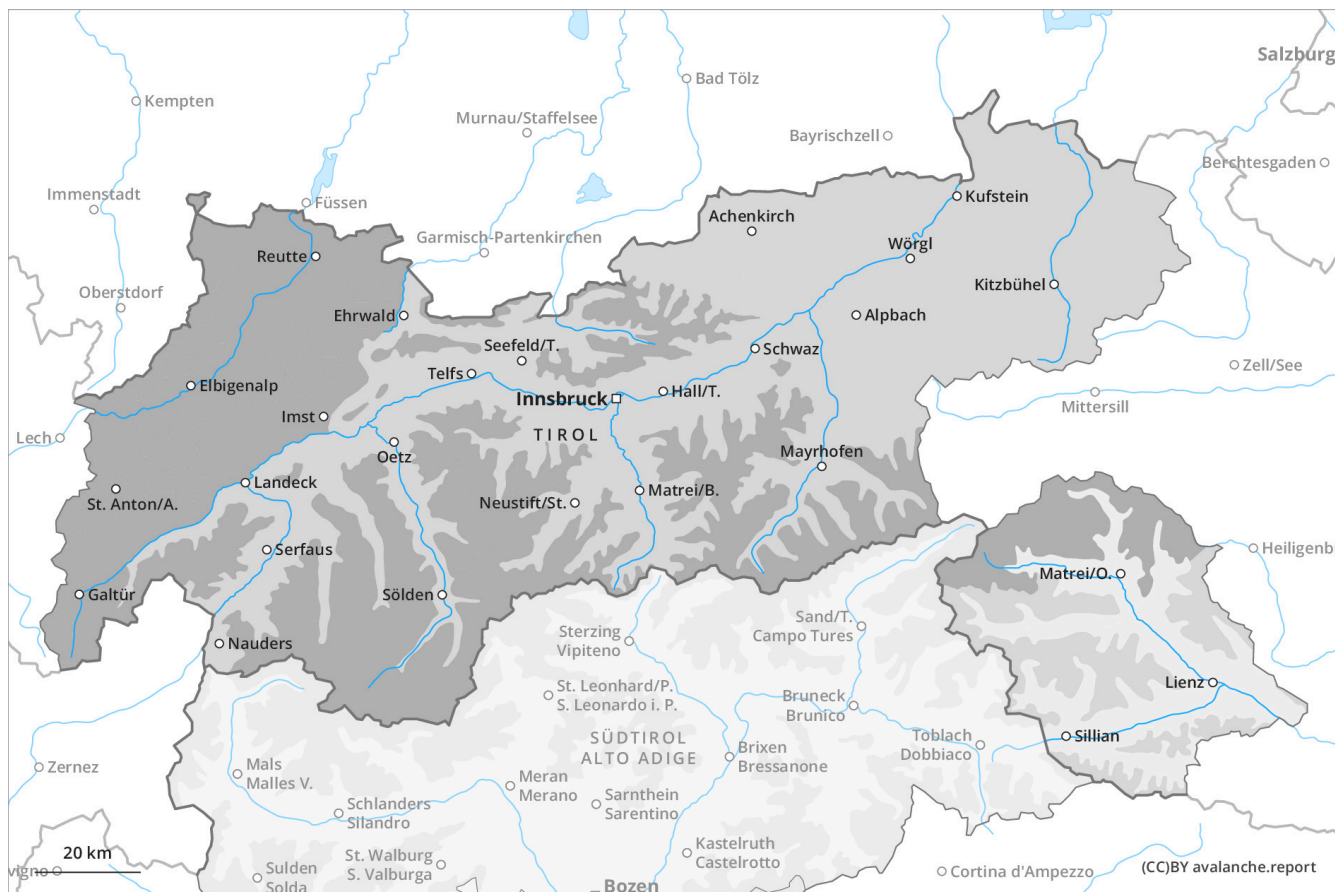 Salzburg
Kempten
Bad Tölz
Murnau/Staffelsee
Bayrischzell
Berchtesgaden
Immenstadt
Füssen
Kufstein
Achenkirch
Garmisch-Partenkirchen
Wörgl
Reutte
Kitzbühel
Oberstdorf
Ehrwald
Alpbach
Seefeld/T.
Schwaz
Zell/See
Telfs
Elbigenalp
Innsbruck
Hall/T.
Mittersill
Imst
Lech
TIROL
Oetz
Mayrhofen
Landeck
St. Anton/A.
Neustift/St.
Matrei/B.
Serfaus
Heiligenb
Matrei/O.
Galtür
Sölden
Sand/T.
Campo Tures
Sterzing
Vipiteno
Nauders
St. Leonhard/P.
S. Leonardo i. P.
Bruneck
Brunico
Lienz
SÜDTIROL
ALTO ADIGE
Toblach
Dobbiaco
Sillian
Brixen
Bressanone
Zernez
Mals
Malles V.
Meran
Merano
Schlanders
Silandro
Sarnthein
Sarentino
20 km
St. Walburg
S. Valburga
Kastelruth
Castelrotto
vigno
Sulden
Solda
Cortina d'Ampezzo
(CC)BY avalanche.report
Bozen